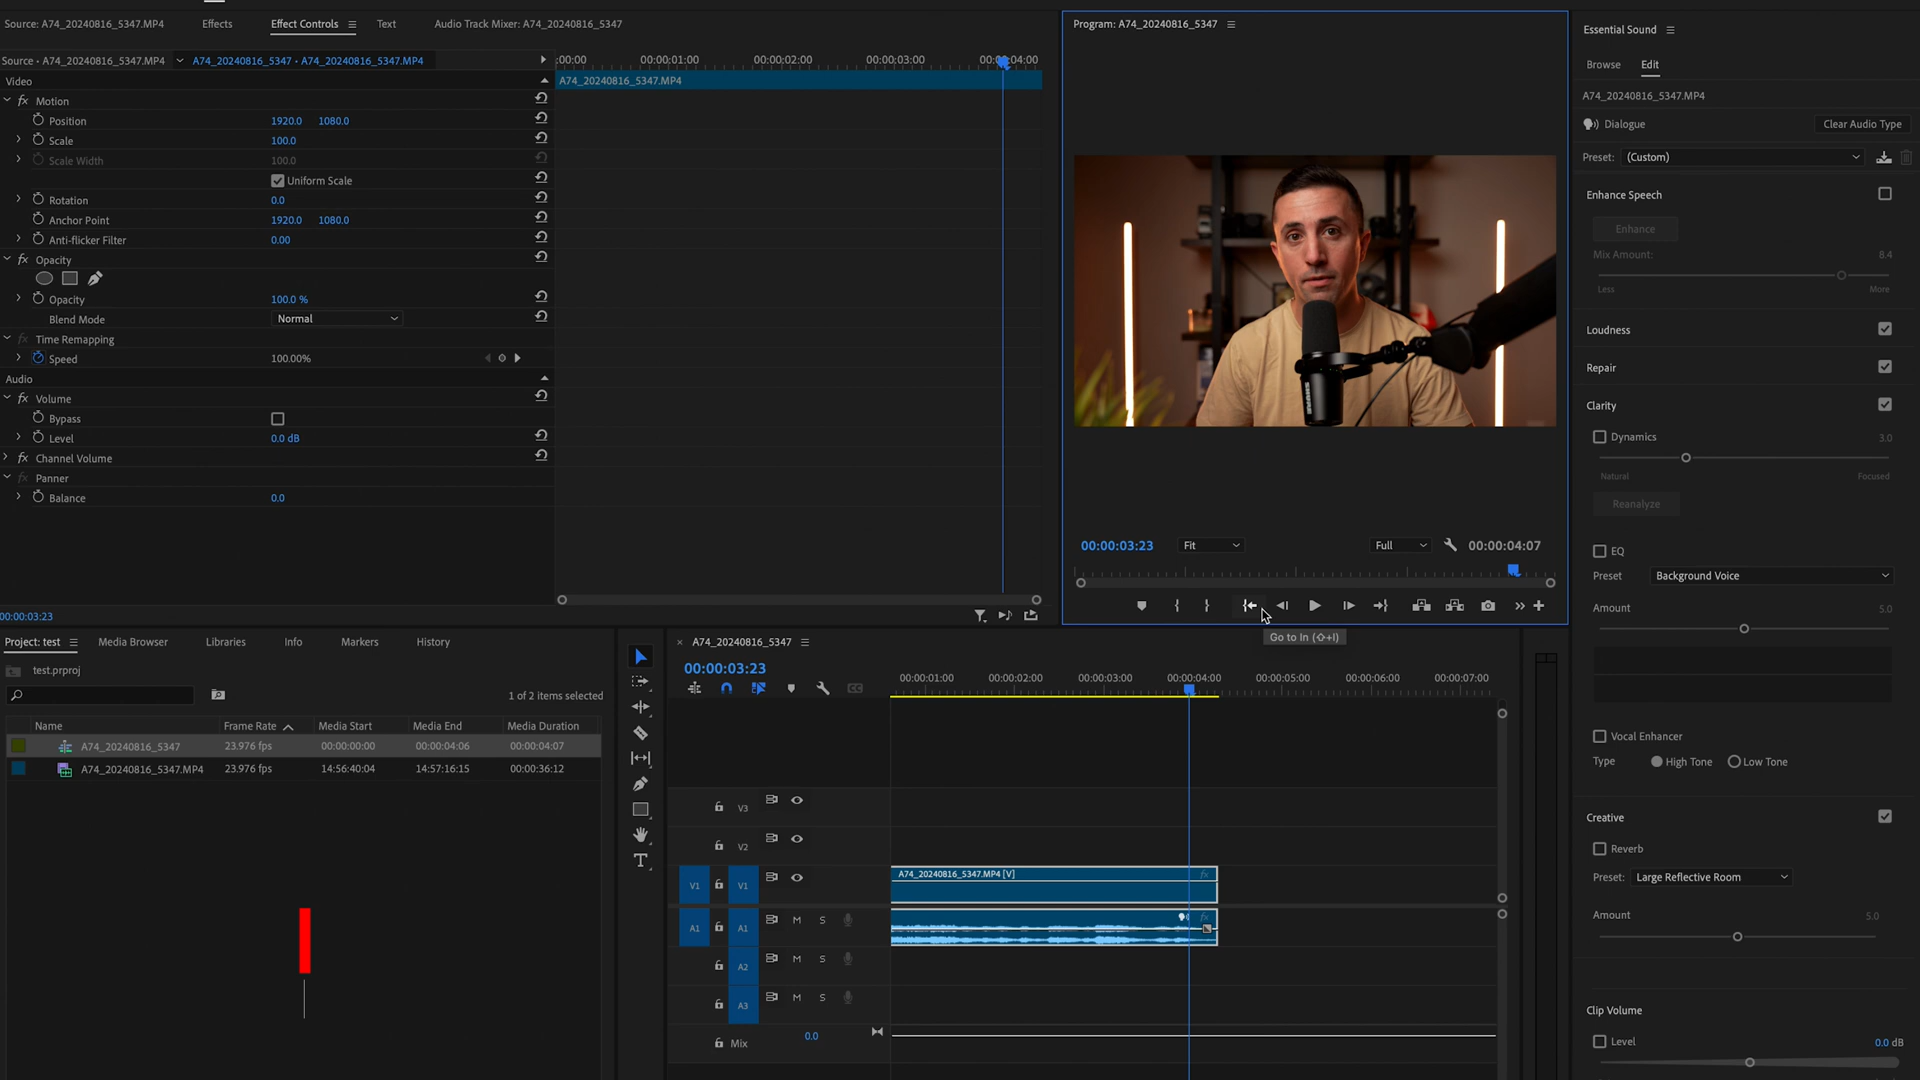 Source: A74_20240816_5347.MP4
Effects
Effect Controls
Text
Audio Track Mixer: A74_20240816_5347
Source • A74_20240816_5347.MP4
A74_20240816_5347 • A74_20240816_5347.MP4
:00:00
00:00:01:00
00:00:02:00
00:00:03:00
00:00:04:00
A74_20240816_5347.MP4
Video
fx Motion
Position 1920.0 1080.0
Scale 100.0
Scale Width 100.0
Uniform Scale
Rotation 0.0
Anchor Point 1920.0 1080.0
Anti-flicker Filter 0.00
fx Opacity
Opacity 100.0 %
Blend Mode Normal
fx Time Remapping
Speed 100.00%
Audio
fx Volume
Bypass
Level 0.0 dB
fx Channel Volume
fx Panner
Balance 0.0
00:00:03:23
Program: A74_20240816_5347
SHURE
00:00:03:23
Fit
Full
00:00:04:07
Go to In (⇧+I)
Essential Sound
Browse
Edit
A74_20240816_5347.MP4
Dialogue
Clear Audio Type
Preset: (Custom)
Enhance Speech
Enhance
Mix Amount: 8.4
Less More
Loudness
Repair
Clarity
Dynamics 3.0
Natural Focused
Reanalyze
EQ
Preset Background Voice
Amount 5.0
Vocal Enhancer
Type High Tone Low Tone
Creative
Reverb
Preset: Large Reflective Room
Amount 5.0
Clip Volume
Level 0.0 dB
Project: test
Media Browser
Libraries
Info
Markers
History
test.prproj
1 of 2 items selected
Name Frame Rate Media Start Media End Media Duration
A74_20240816_5347 23.976 fps 00:00:00:00 00:00:04:06 00:00:04:07
A74_20240816_5347.MP4 23.976 fps 14:56:40:04 14:57:16:15 00:00:36:12
T
× A74_20240816_5347
00:00:03:23
CC
00:00:01:00 00:00:02:00 00:00:03:00 00:00:04:00 00:00:05:00 00:00:06:00 00:00:07:00
V3
V2
V1 V1
A74_20240816_5347.MP4 [V] fx
A1 A1 M S
fx
A2 M S
A3 M S
Mix 0.0